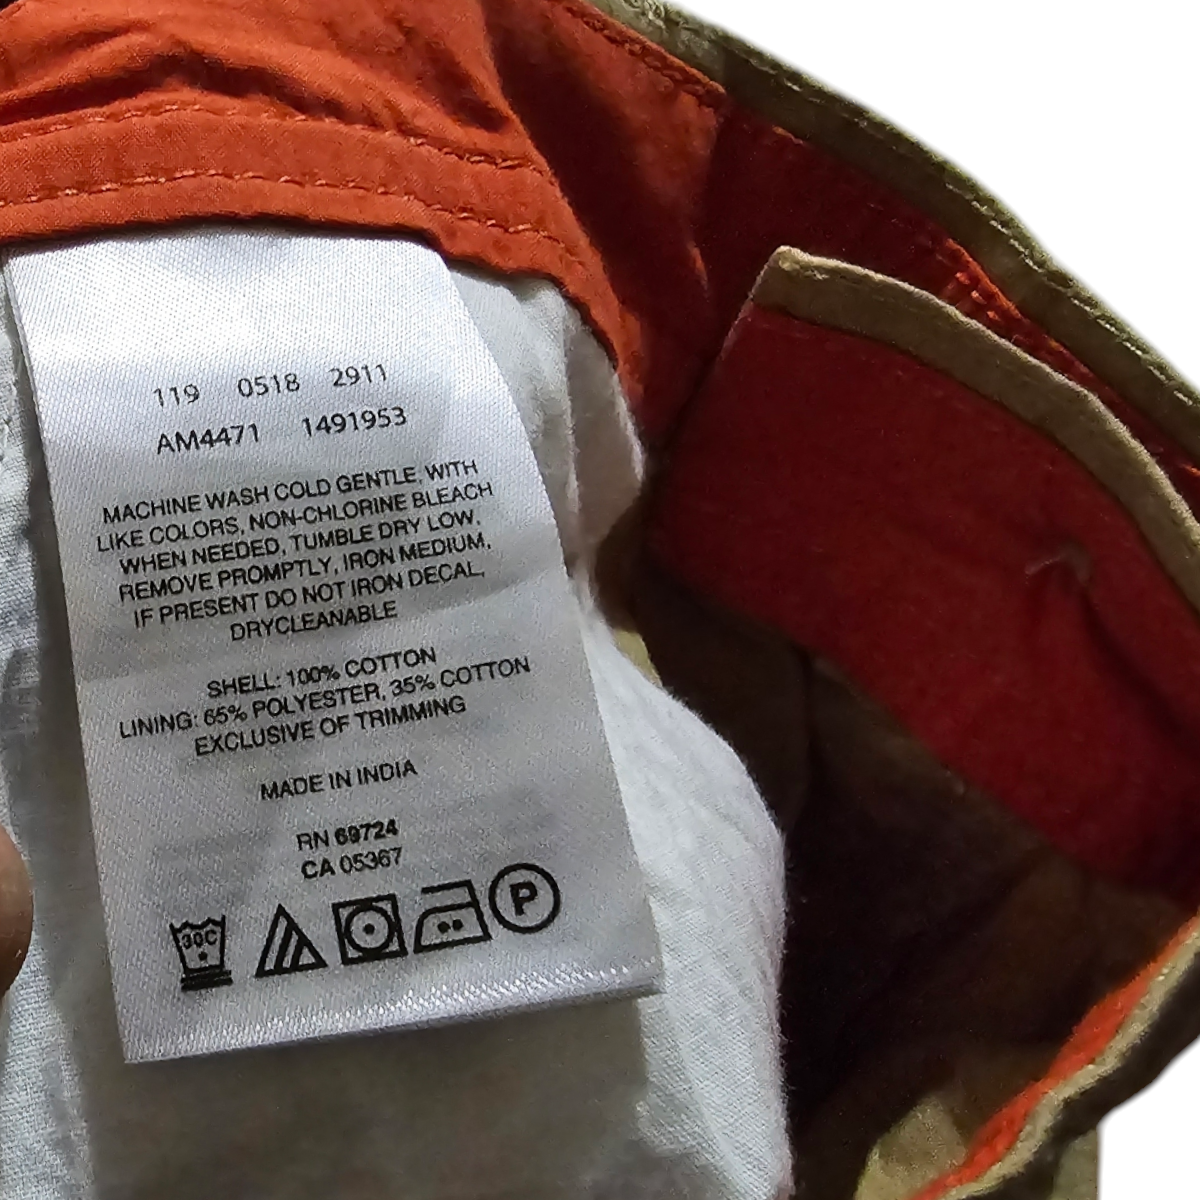 119 0518 2911
AM4471 1491953
MACHINE WASH COLD GENTLE, WITH
LIKE COLORS, NON-CHLORINE BLEACH
WHEN NEEDED, TUMBLE DRY LOW,
REMOVE PROMPTLY, IRON MEDIUM,
IF PRESENT DO NOT IRON DECAL,
DRYCLEANABLE
SHELL: 100% COTTON
LINING: 65% POLYESTER, 35% COTTON
EXCLUSIVE OF TRIMMING
MADE IN INDIA
RN 69724
CA 05367
30C P